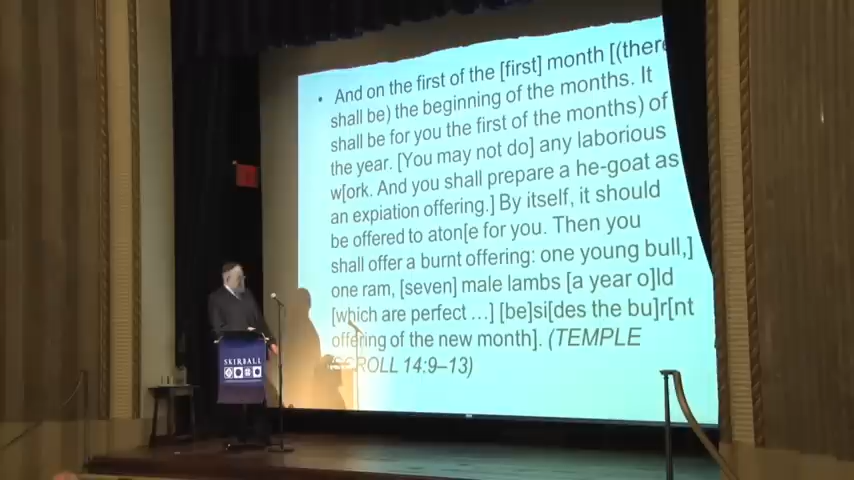 • And on the first of the [first] month [(there
shall be) the beginning of the months. It
shall be for you the first of the months) of
the year. [You may not do] any laborious
w[ork. And you shall prepare a he-goat as
an expiation offering.] By itself, it should
be offered to aton[e for you. Then you
shall offer a burnt offering: one young bull,]
one ram, [seven] male lambs [a year o]ld
[which are perfect ...] [be]si[des the bu]r[nt
offering of the new month]. (TEMPLE
SCROLL 14:9–13)
SKIRBALL